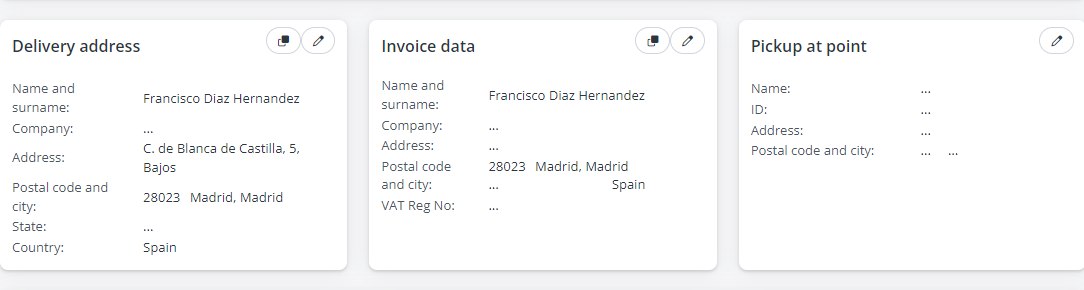 Delivery address
Name and
surname:
Francisco Diaz Hernandez
Company:
...
Address:
C. de Blanca de Castilla, 5,
Bajos
Postal code and
city:
28023 Madrid, Madrid
State:
...
Country:
Spain
Invoice data
Name and
surname:
Francisco Diaz Hernandez
Company:
...
Address:
...
Postal code
and city:
28023 Madrid, Madrid
... Spain
VAT Reg No:
...
Pickup at point
Name:
...
ID:
...
Address:
...
Postal code and city:
... ...